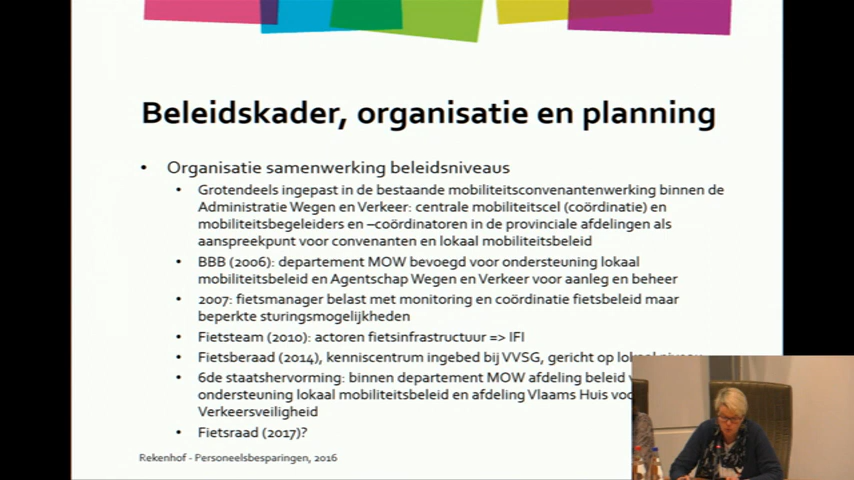 Beleidskader, organisatie en planning
• Organisatie samenwerking beleidsniveaus
• Grotendeels ingepast in de bestaande mobiliteitsconvenantenwerking binnen de
Administratie Wegen en Verkeer: centrale mobiliteitscel (coördinatie) en
mobiliteitsbegeleiders en –coördinatoren in de provinciale afdelingen als
aanspreekpunt voor convenanten en lokaal mobiliteitsbeleid
• BBB (2006): departement MOW bevoegd voor ondersteuning lokaal
mobiliteitsbeleid en Agentschap Wegen en Verkeer voor aanleg en beheer
• 2007: fietsmanager belast met monitoring en coördinatie fietsbeleid maar
beperkte sturingsmogelijkheden
• Fietsteam (2010): actoren fietsinfrastructuur => IFI
• Fietsberaad (2014), kenniscentrum ingebed bij VVSG, gericht op
• 6de staatshervorming: binnen departement MOW afdeling beleid
ondersteuning lokaal mobiliteitsbeleid en afdeling Vlaams Huis
Verkeersveiligheid
• Fietsraad (2017)?
Rekenhof - Personeelsbesparingen, 2016